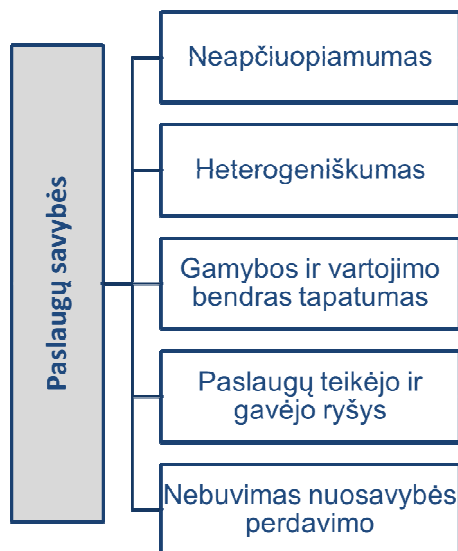 Paslaugų savybės
Neapčiuopiamumas
Heterogeniškumas
Gamybos ir vartojimo
bendras tapatumas
Paslaugų teikėjo ir
gavėjo ryšys
Nebuvimas nuosavybės
perdavimo